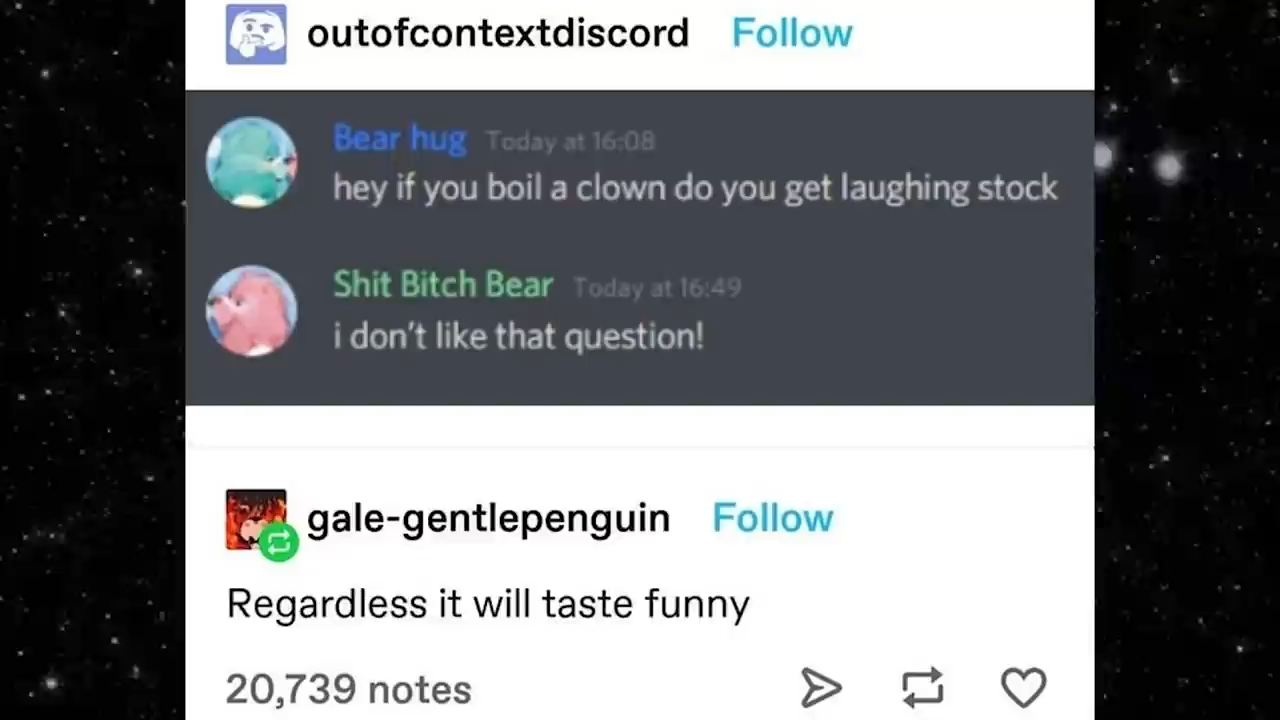 outofcontextdiscord Follow
Bear hug Today at 16:08
hey if you boil a clown do you get laughing stock
Shit Bitch Bear Today at 16:49
i don't like that question!
gale-gentlepenguin Follow
Regardless it will taste funny
20,739 notes